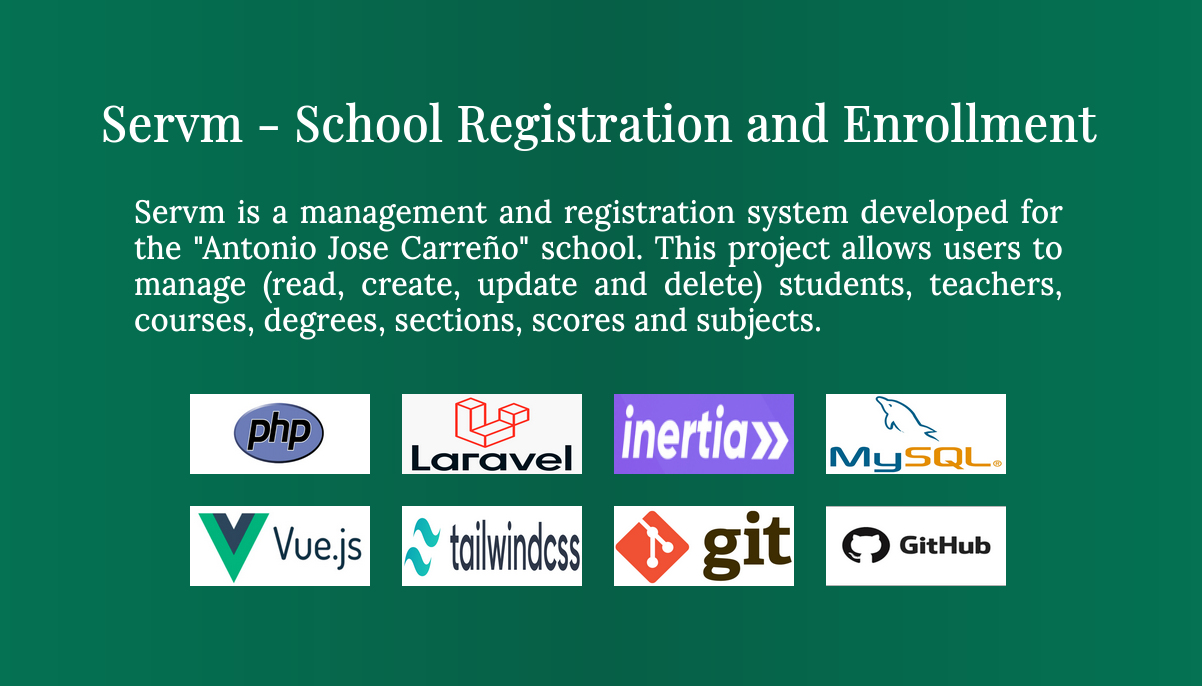 Servm - School Registration and Enrollment
Servm is a management and registration system developed for
the "Antonio Jose Carreño" school. This project allows users to
manage (read, create, update and delete) students, teachers,
courses, degrees, sections, scores and subjects.
php
Laravel
inertia
MySQL®
Vue.js
tailwindcss
git
GitHub